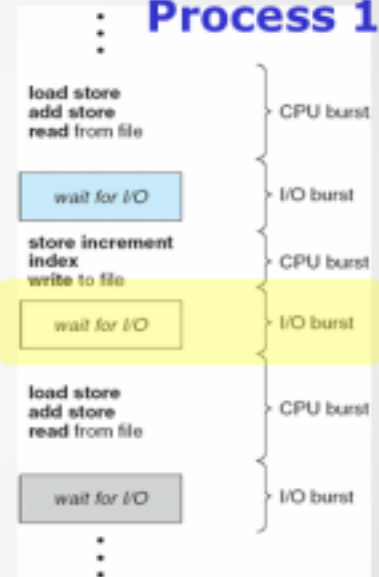 Process 1
load store
add store
read from file
CPU burst
wait for I/O
I/O burst
store increment
index
write to file
CPU burst
wait for I/O
I/O burst
load store
add store
read from file
CPU burst
wait for I/O
I/O burst